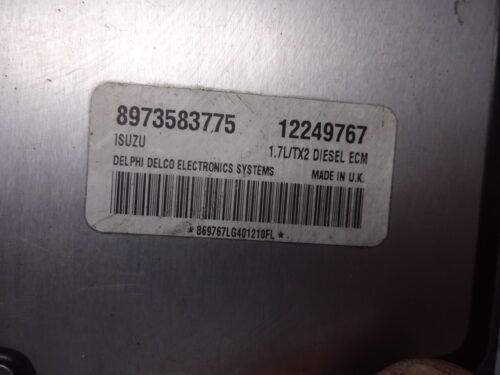 8973583775 12249767
ISUZU 1.7L/TX2 DIESEL ECM
DELPHI DELCO ELECTRONICS SYSTEMS MADE IN U.K.
*869767LG401210FL*